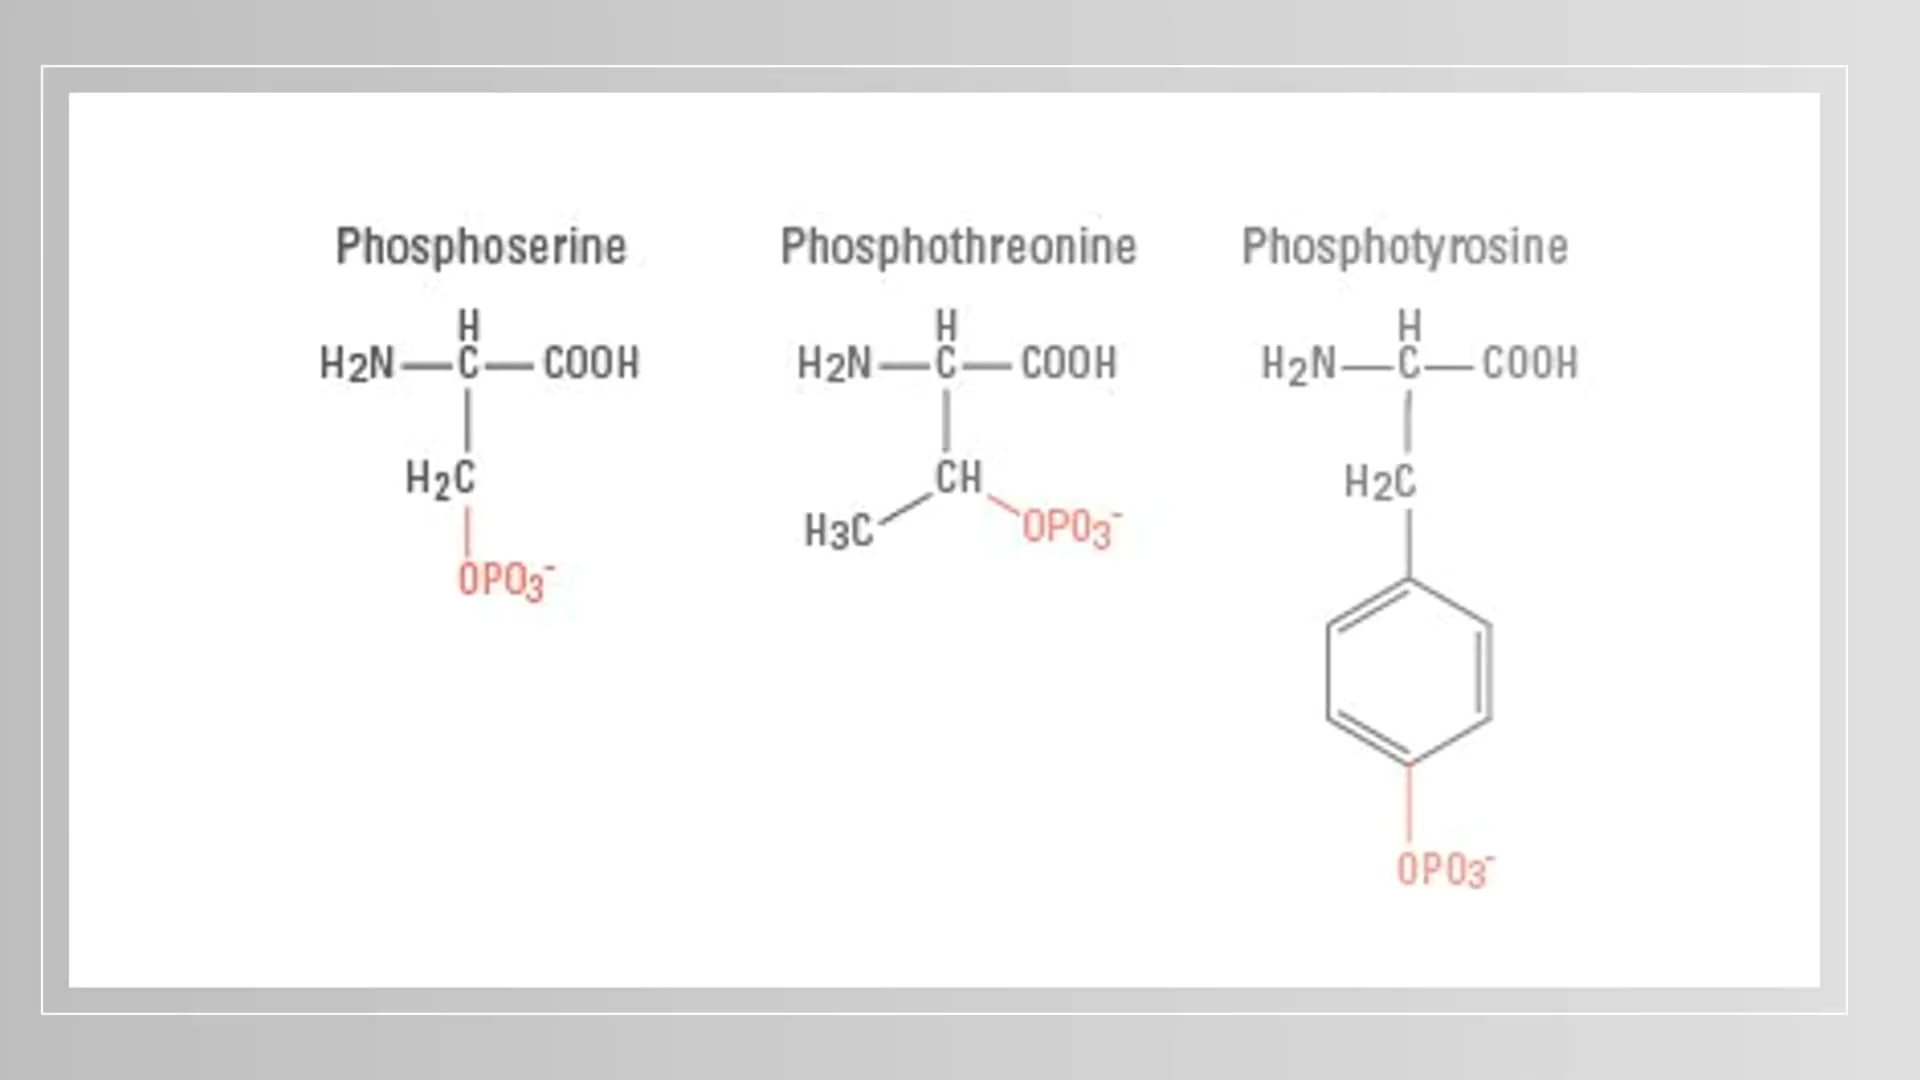 Phosphoserine
H
H2N—C—COOH
H2C
OPO3-
Phosphothreonine
H
H2N—C—COOH
CH
H3C
OPO3-
Phosphotyrosine
H
H2N—C—COOH
H2C
OPO3-